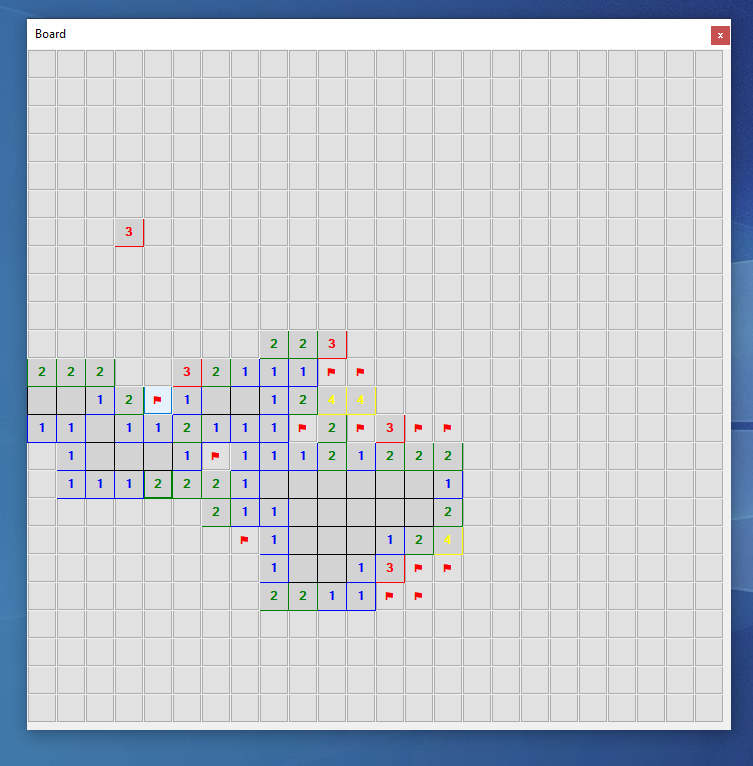 Board
x
3
2 2 3
2 2 2 3 2 1 1 1
1 2 1 1 2 4 4
1 1 1 1 2 1 1 1 2 3
1 1 1 1 1 2 1 2 2 2
1 1 1 2 2 2 1 1
2 1 1 2
1 1 2 4
1 1 3
2 2 1 1